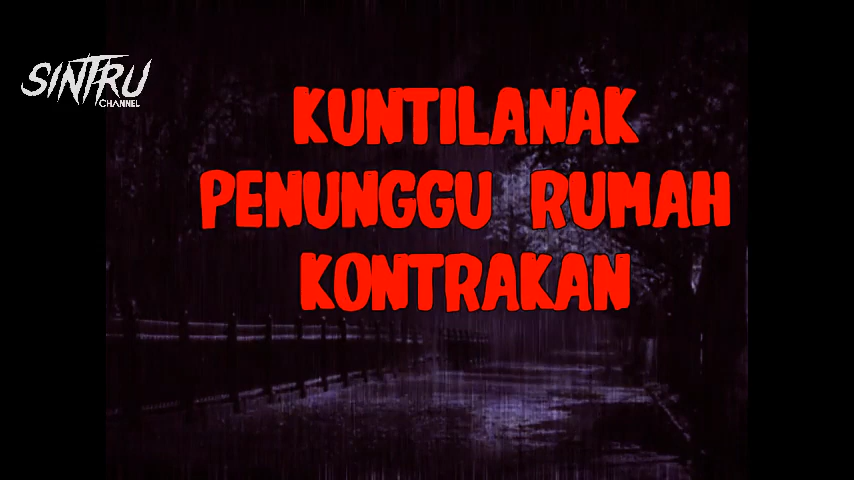 SINTRU
CHANNEL
KUNTILANAK
PENUNGGU RUMAH
KONTRAKAN